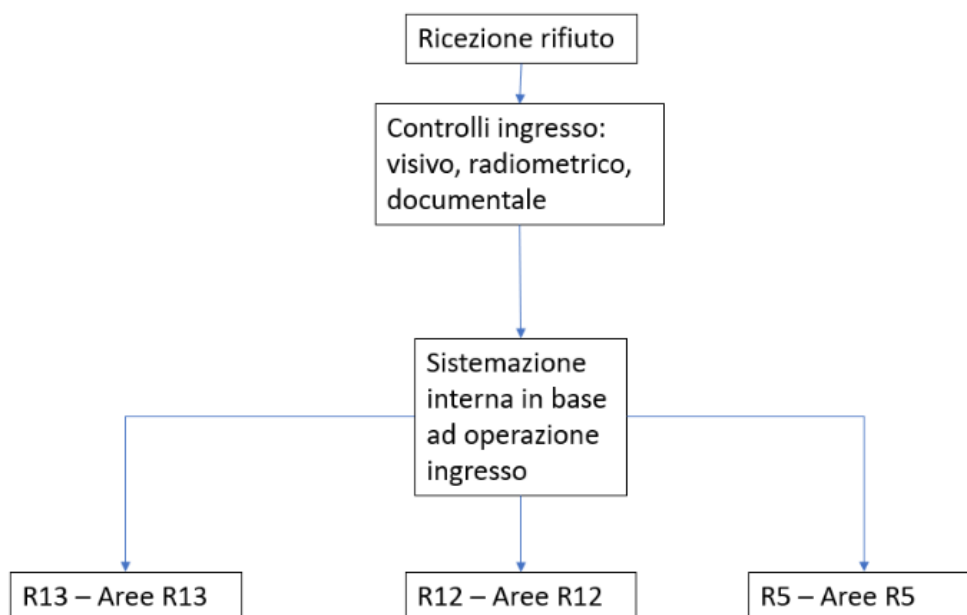 Ricezione rifiuto
Controlli ingresso:
visivo, radiometrico,
documentale
Sistemazione
interna in base
ad operazione
ingresso
R13 – Aree R13
R12 – Aree R12
R5 – Aree R5